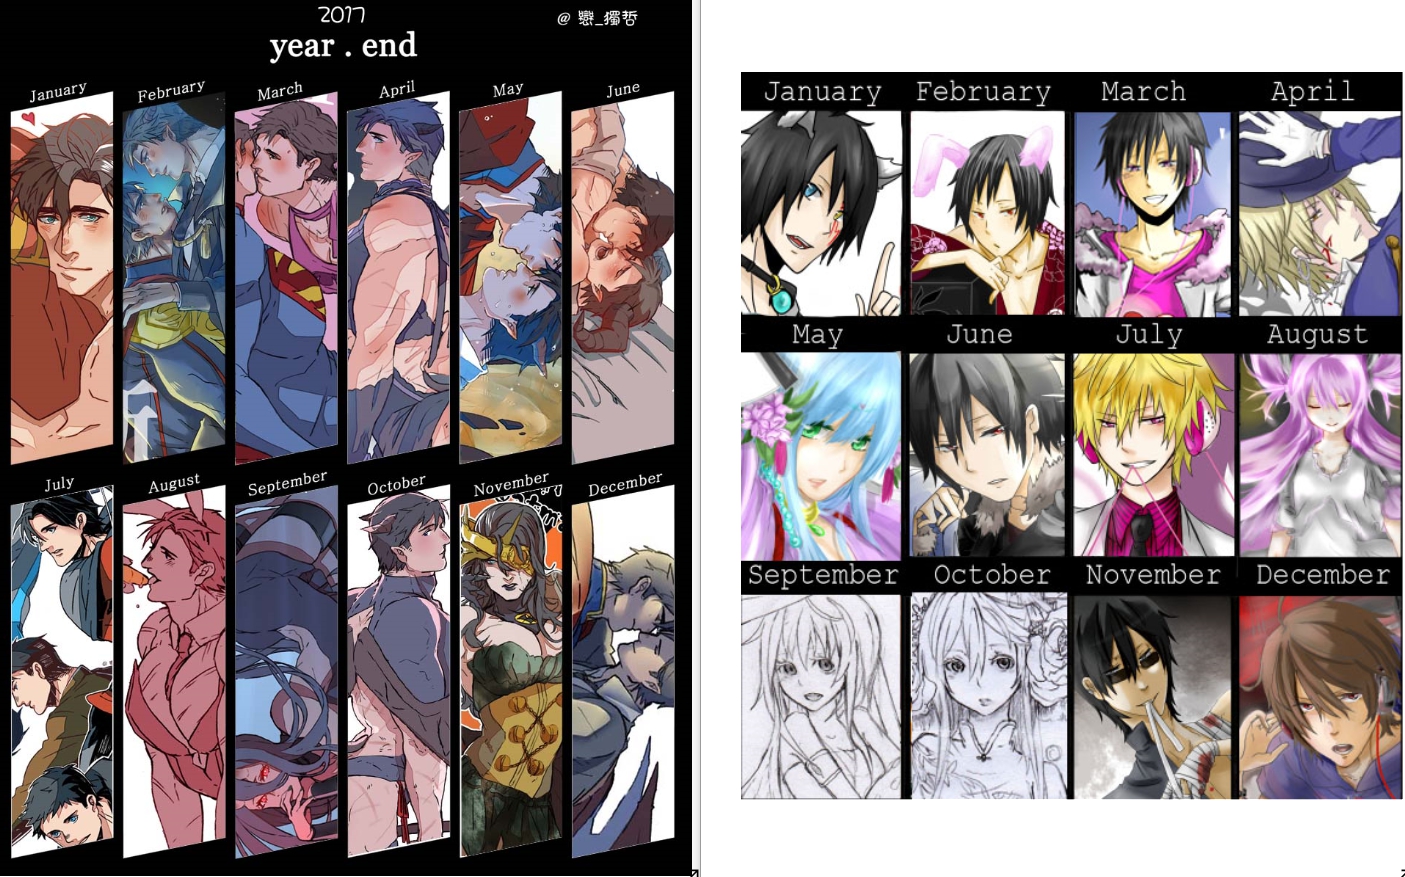 2017
@ 戀_獨哲
year . end
January
February
March
April
May
June
July
August
September
October
November
December
January
February
March
April
May
June
July
August
September
October
November
December